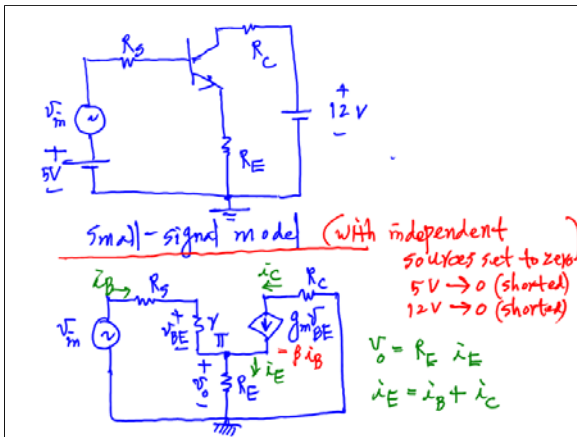 R_s
R_C
v_in
~
+
12 V
−
+
5V
−
R_E
Small-signal model (with independent
sources set to zero)
5V → 0 (shorted)
12V → 0 (shorted)
i_B
R_s
i_C
R_C
v_in
~
+
v_BE
−
r_π
g_m v_BE
= β i_B
+
v_o
−
i_E
R_E
v_o = R_E i_E
i_E = i_B + i_C